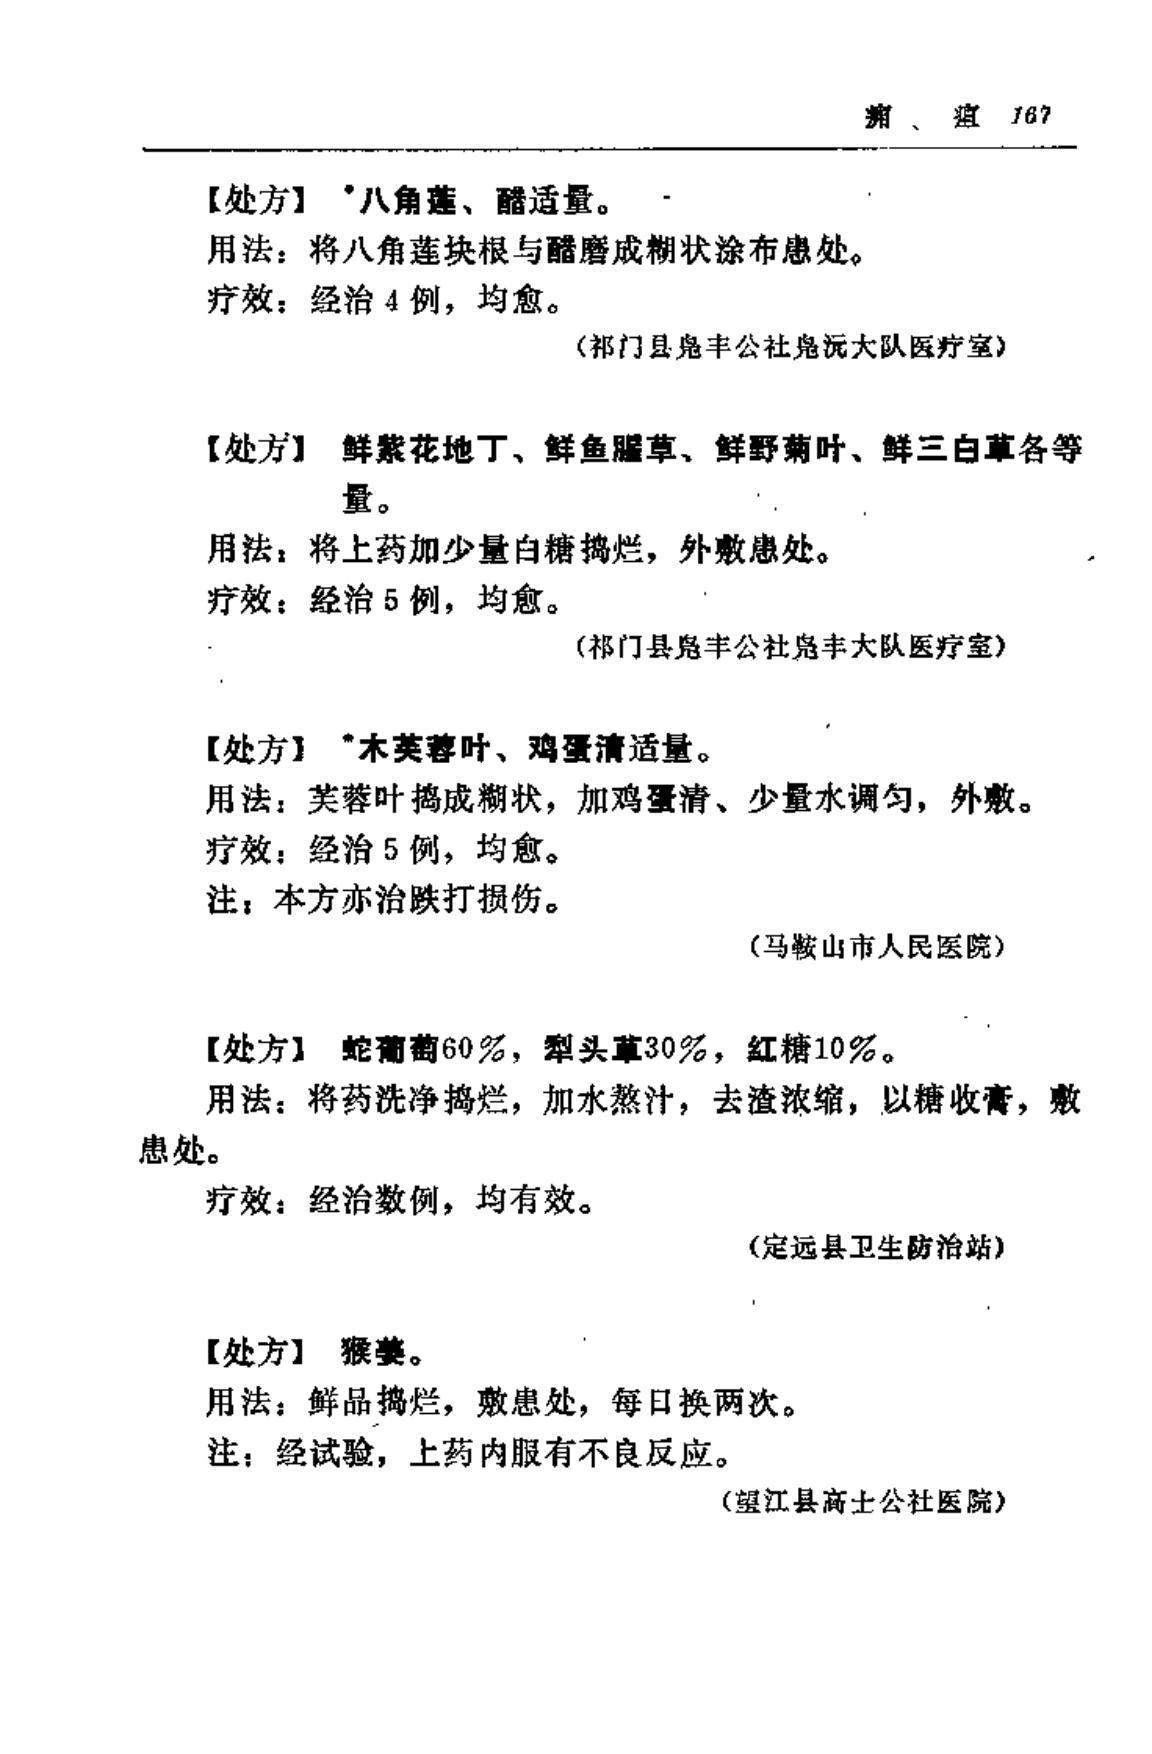 痈、疽 167
【处方】 *八角莲、醋适量。
用法：将八角莲块根与醋磨成糊状涂布患处。
疗效：经治4例，均愈。
（祁门县凫丰公社凫沅大队医疗室）
【处方】 鲜紫花地丁、鲜鱼腥草、鲜野菊叶、鲜三白草各等
量。
用法：将上药加少量白糖捣烂，外敷患处。
疗效：经治5例，均愈。
（祁门县凫丰公社凫丰大队医疗室）
【处方】 *木芙蓉叶、鸡蛋清适量。
用法：芙蓉叶捣成糊状，加鸡蛋清、少量水调匀，外敷。
疗效：经治5例，均愈。
注：本方亦治跌打损伤。
（马鞍山市人民医院）
【处方】 蛇葡萄60%，犁头草30%，红糖10%。
用法：将药洗净捣烂，加水熬汁，去渣浓缩，以糖收膏，敷
患处。
疗效：经治数例，均有效。
（定远县卫生防治站）
【处方】 猴蒌。
用法：鲜品捣烂，敷患处，每日换两次。
注：经试验，上药内服有不良反应。
（望江县高士公社医院）